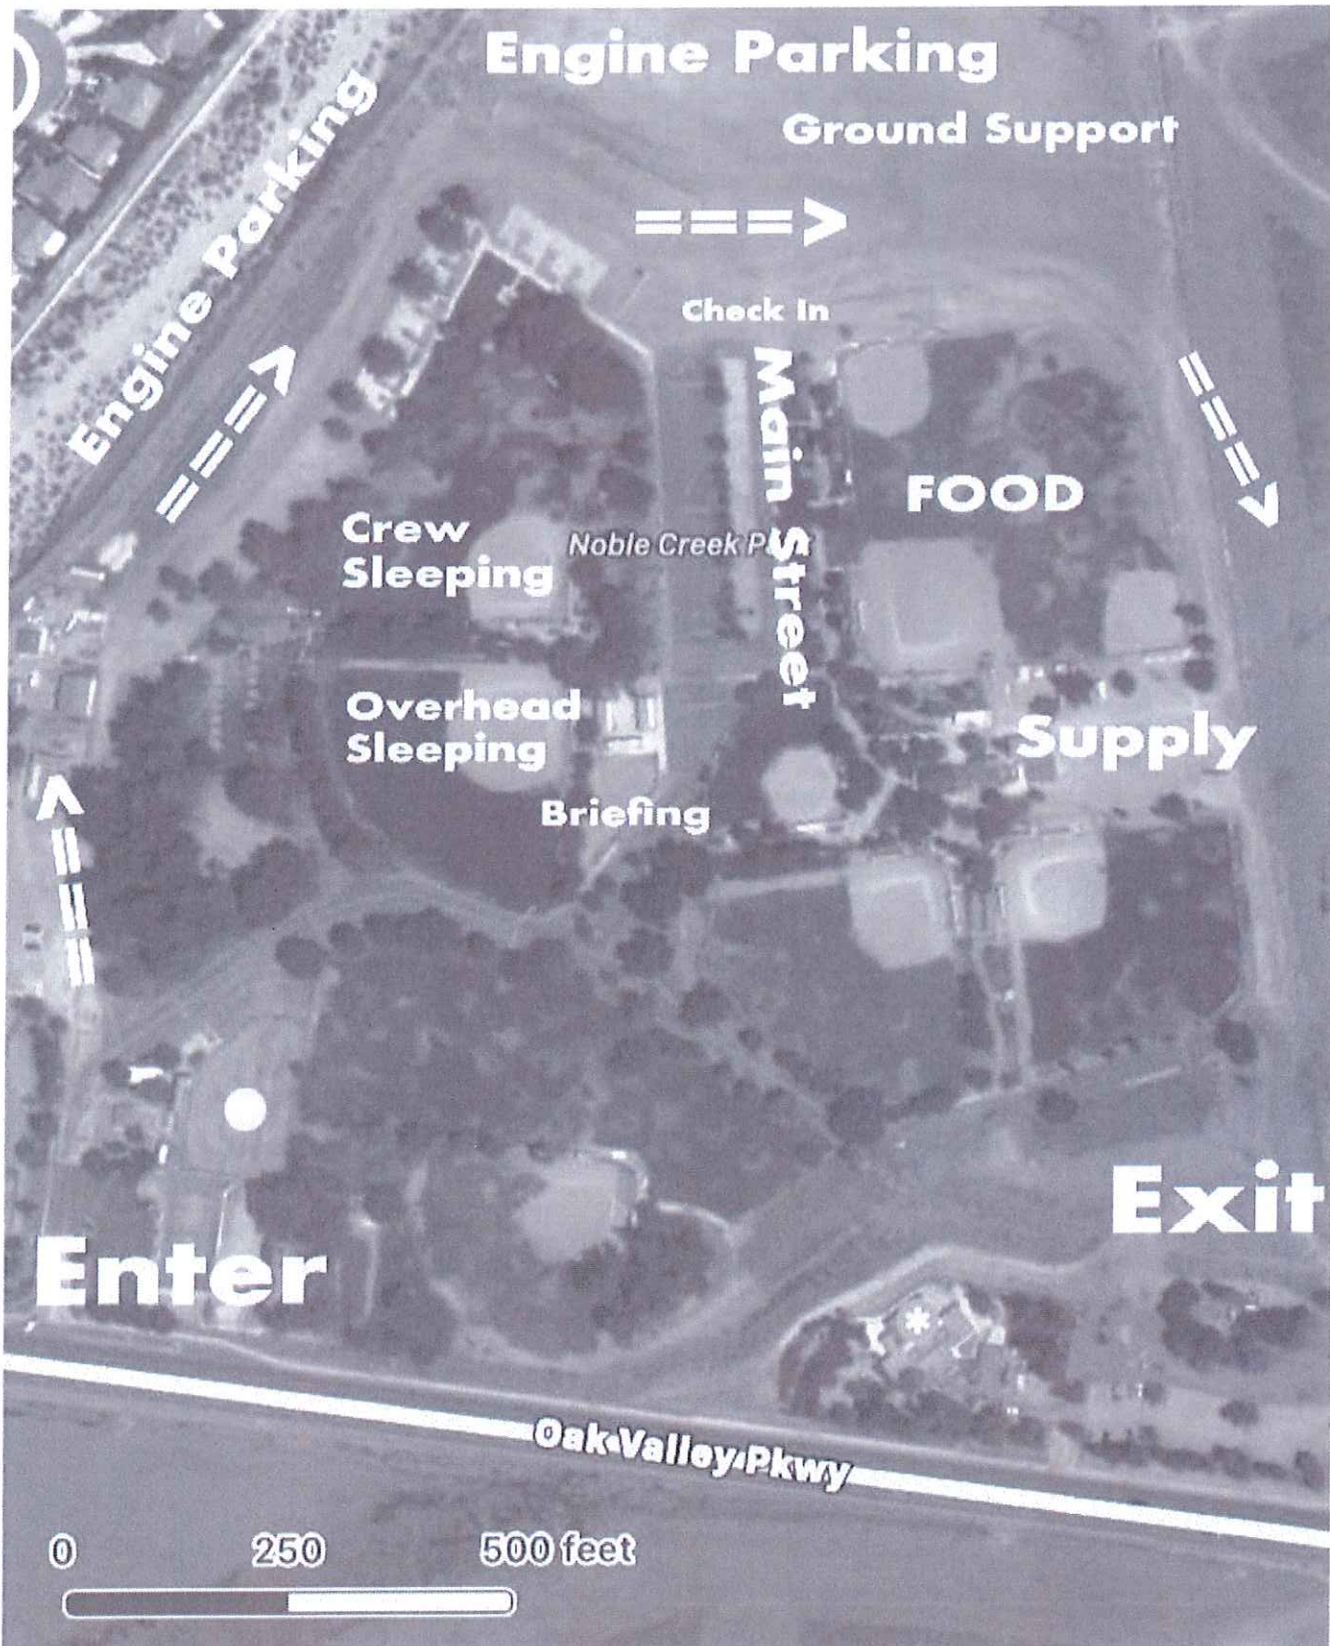 Engine Parking
Ground Support
Engine Parking
===>
===>
Check In
Main Street
===>
FOOD
Crew
Sleeping
Noble Creek P
Overhead
Sleeping
Supply
Briefing
===>
Exit
Enter
*
Oak Valley Pkwy
0 250 500 feet